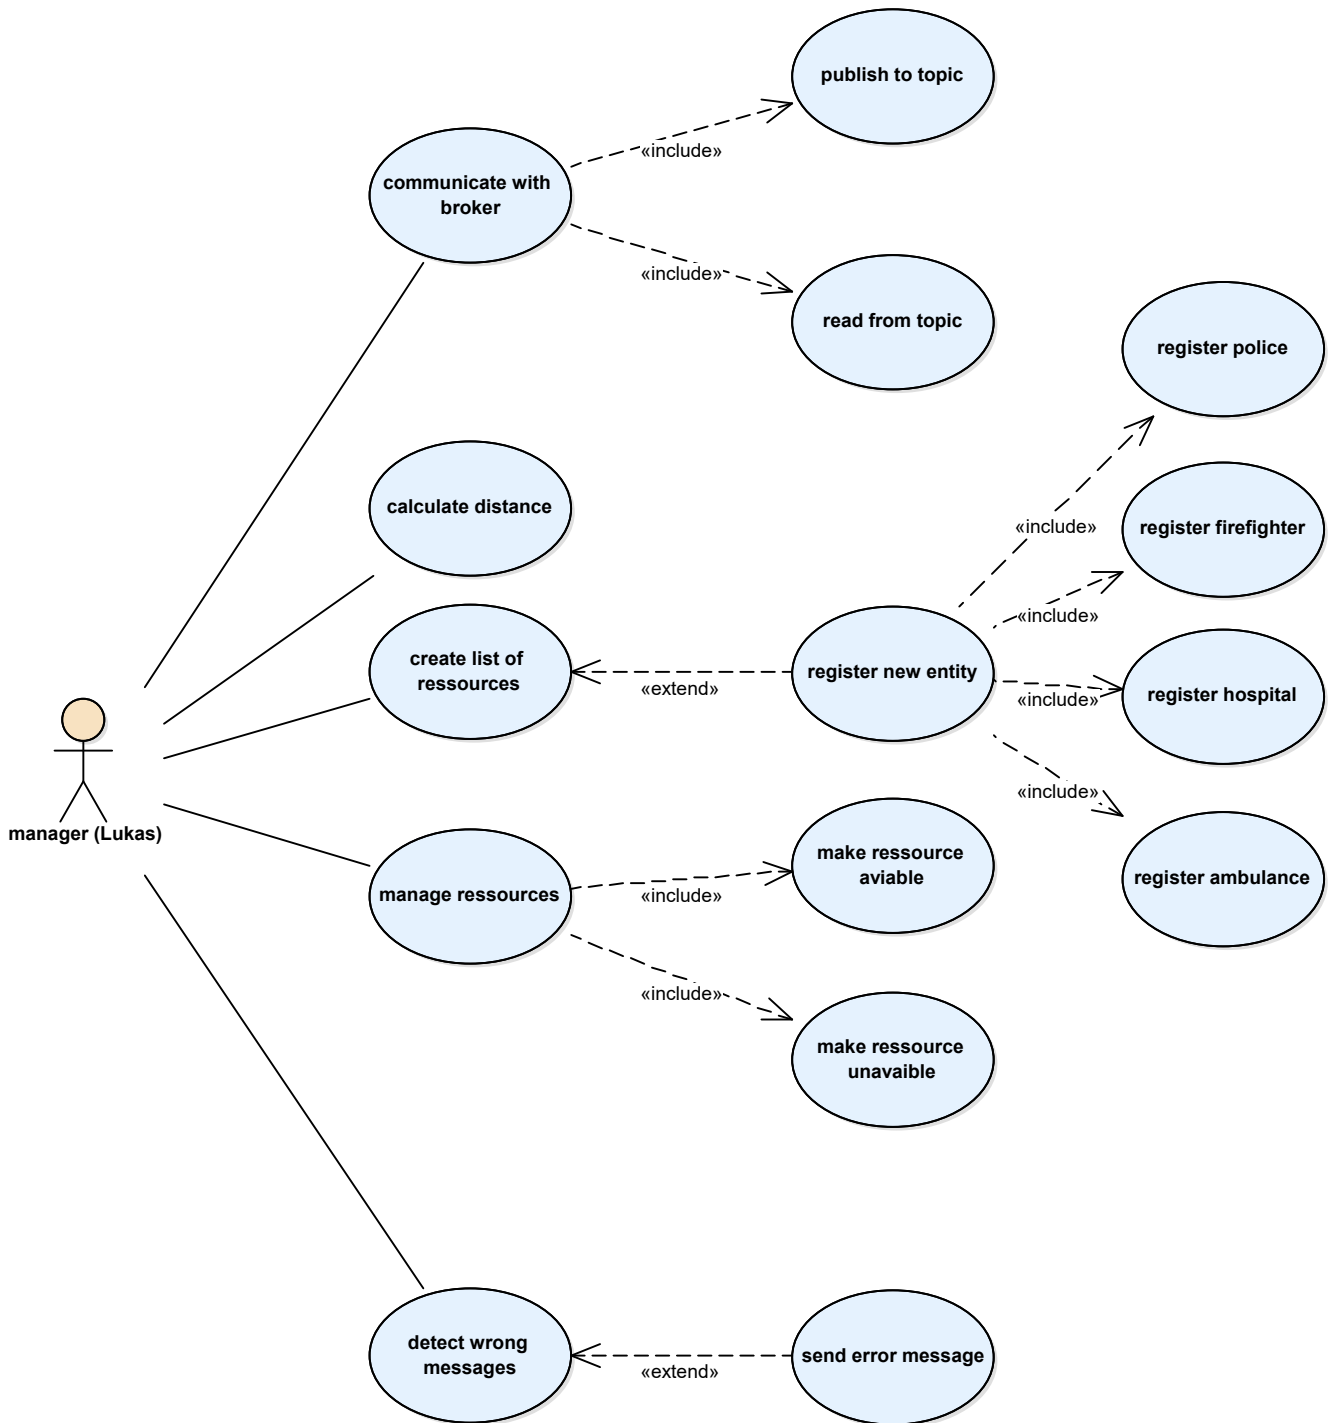 publish to topic
«include»
communicate with
broker
«include»
read from topic
register police
calculate distance
«include»
register firefighter
«include»
create list of
ressources
«extend»
register new entity
«include»
register hospital
«include»
manager (Lukas)
manage ressources
«include»
make ressource
aviable
register ambulance
«include»
make ressource
unavaible
detect wrong
messages
«extend»
send error message